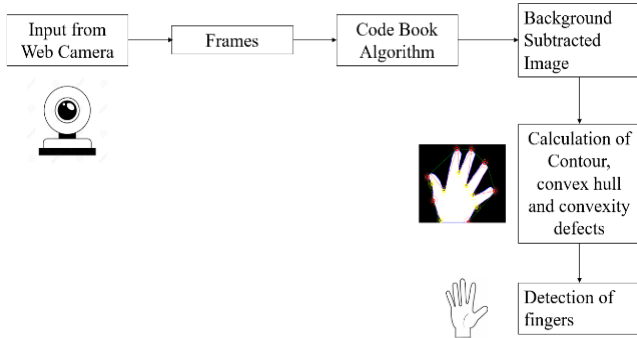 Input from
Web Camera
Frames
Code Book
Algorithm
Background
Subtracted
Image
Calculation of
Contour,
convex hull
and convexity
defects
Detection of
fingers